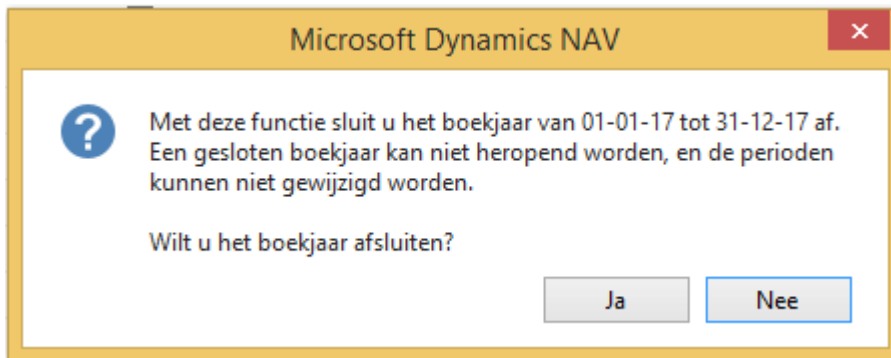 Microsoft Dynamics NAV
Met deze functie sluit u het boekjaar van 01-01-17 tot 31-12-17 af.
Een gesloten boekjaar kan niet heropend worden, en de perioden
kunnen niet gewijzigd worden.
Wilt u het boekjaar afsluiten?
Ja
Nee